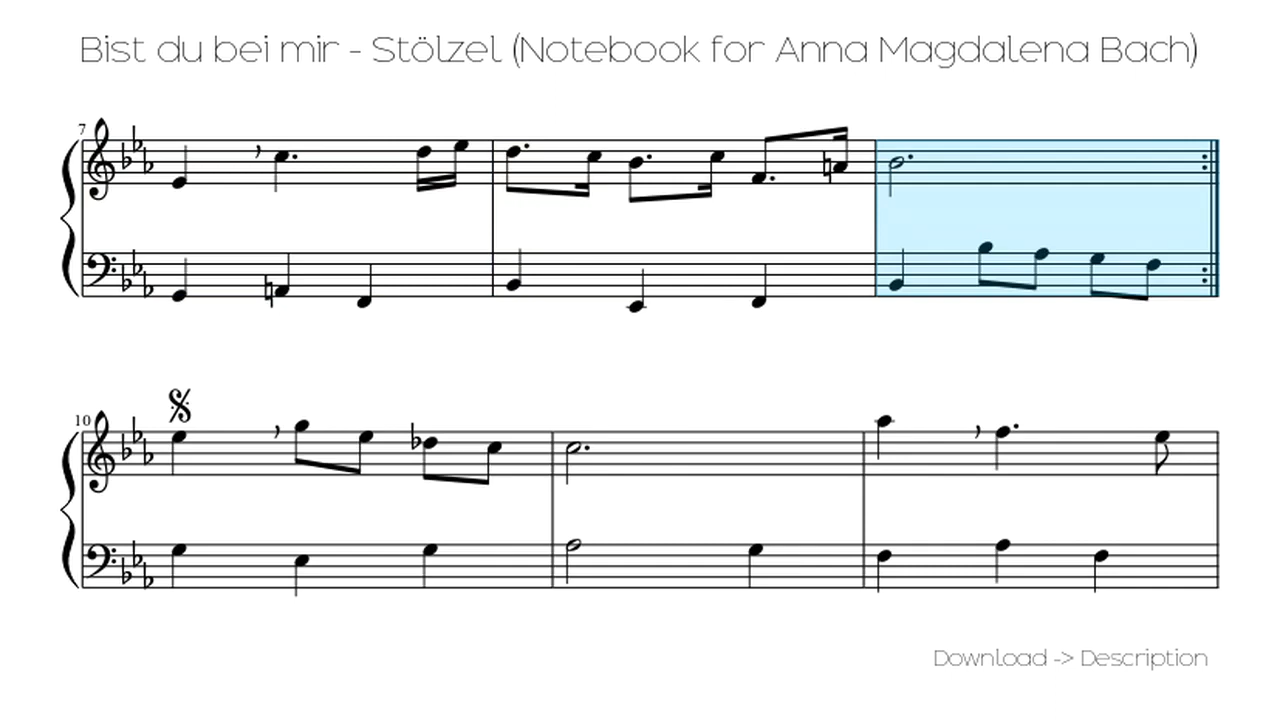 Bist du bei mir - Stölzel (Notebook for Anna Magdalena Bach)
7
10
Download -> Description